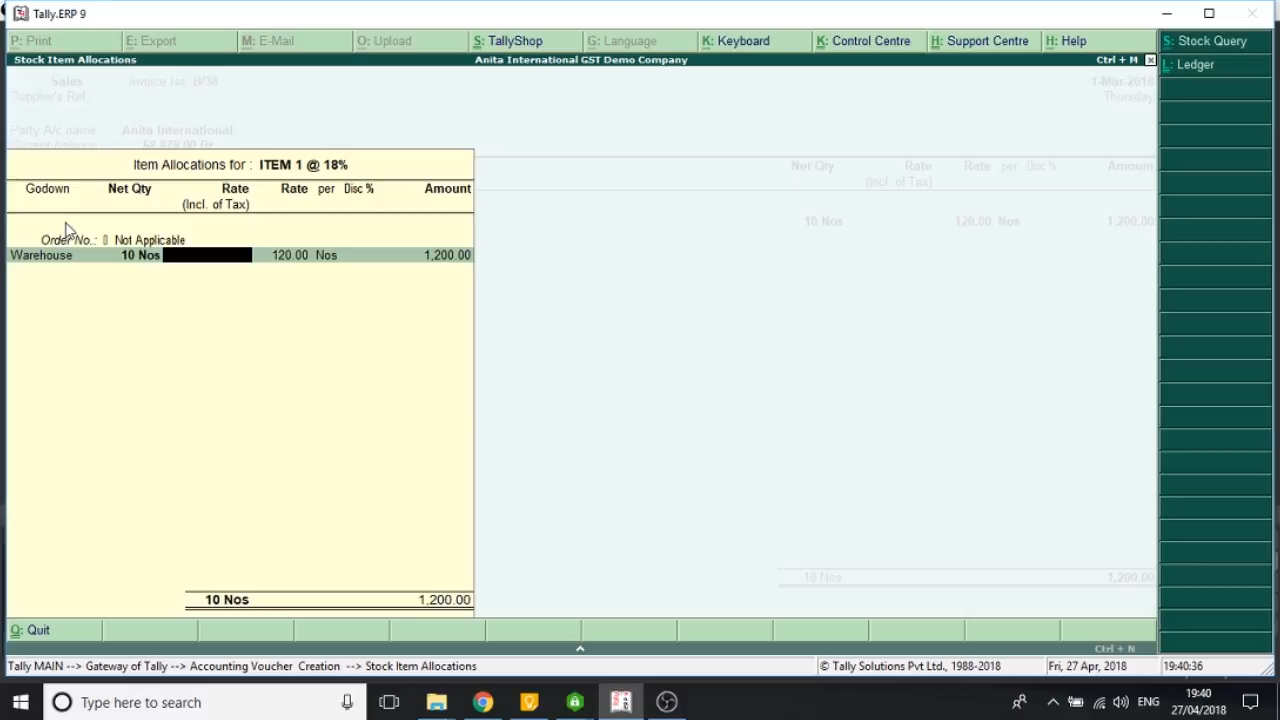 Tally.ERP 9
P: Print E: Export M: E-Mail O: Upload S: TallyShop G: Language K: Keyboard K: Control Centre H: Support Centre H: Help S: Stock Query
Stock Item Allocations Anita International GST Demo Company Ctrl + M
L: Ledger
Sales Invoice No. B/38 1-Mar-2018
Supplier's Ref.: Thursday
Party A/c name : Anita International
Current balance : 68,879.00 Dr
Item Allocations for : ITEM 1 @ 18%
Net Qty Rate Rate per Disc % Amount
(Incl. of Tax)
Godown Net Qty Rate Rate per Disc % Amount
(Incl. of Tax)
10 Nos 120.00 Nos 1,200.00
Order No.: Not Applicable
Warehouse 10 Nos 120.00 Nos 1,200.00
10 Nos 1,200.00
10 Nos 1,200.00
Q: Quit
Ctrl + N
Tally MAIN --> Gateway of Tally --> Accounting Voucher Creation --> Stock Item Allocations © Tally Solutions Pvt Ltd., 1988-2018 Fri, 27 Apr, 2018 19:40:36
Type here to search ENG 19:40
27/04/2018